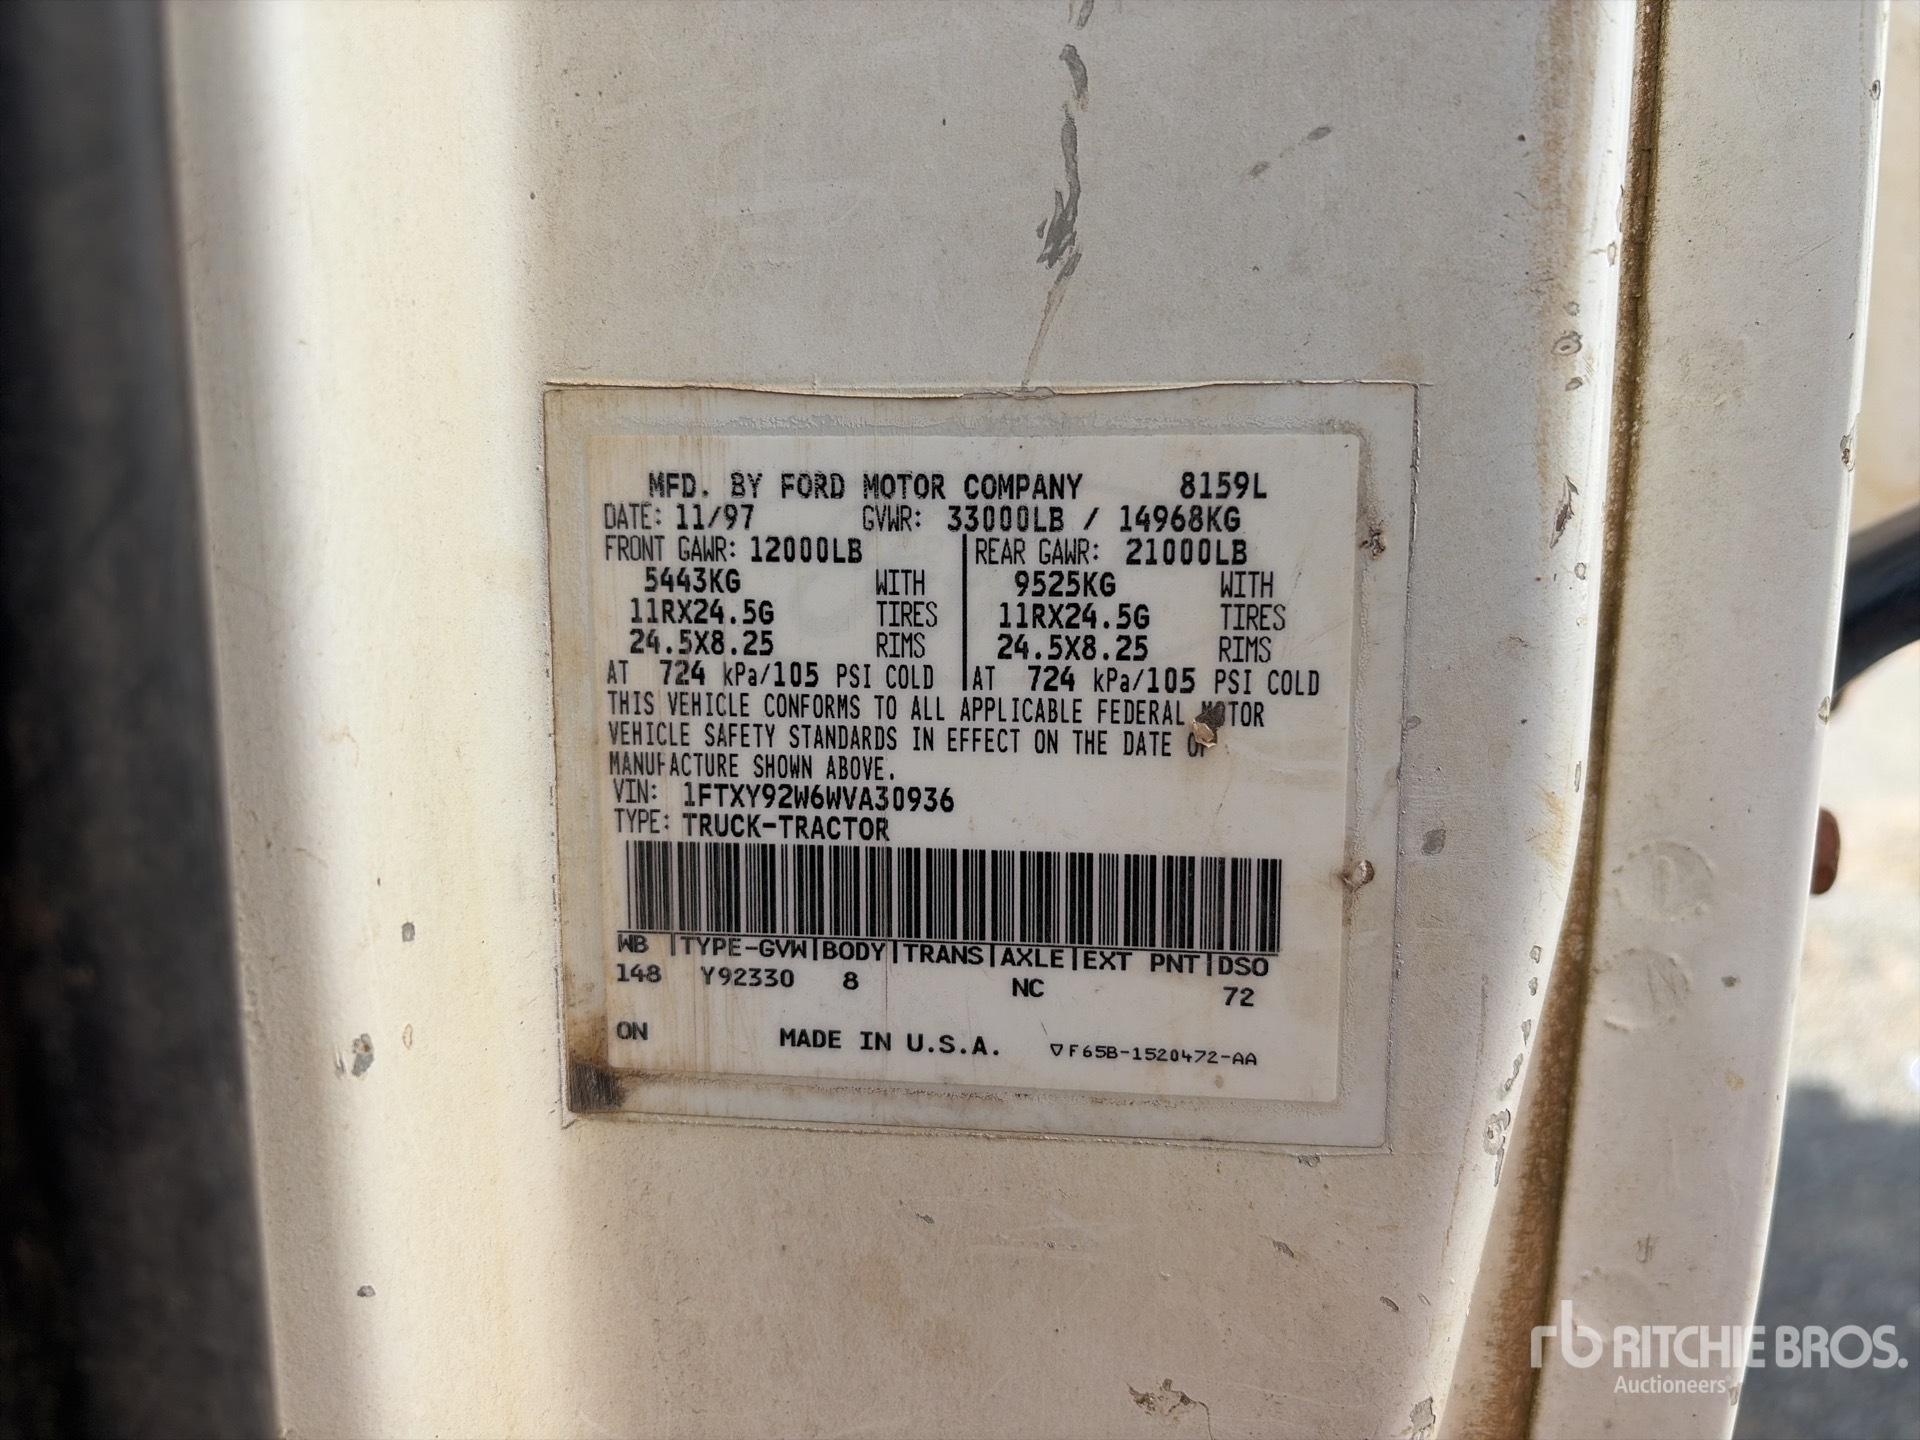 MFD. BY FORD MOTOR COMPANY 8159L
DATE: 11/97 GVWR: 33000LB / 14968KG
FRONT GAWR: 12000LB REAR GAWR: 21000LB
5443KG WITH 9525KG WITH
11RX24.5G TIRES 11RX24.5G TIRES
24.5X8.25 RIMS 24.5X8.25 RIMS
AT 724 kPa/105 PSI COLD AT 724 kPa/105 PSI COLD
THIS VEHICLE CONFORMS TO ALL APPLICABLE FEDERAL MOTOR
VEHICLE SAFETY STANDARDS IN EFFECT ON THE DATE OF
MANUFACTURE SHOWN ABOVE.
VIN: 1FTXY92W6WVA30936
TYPE: TRUCK-TRACTOR
WB | TYPE-GVW | BODY | TRANS | AXLE | EXT PNT | DSO
148 Y92330 8 NC 72
ON MADE IN U.S.A. ▽F65B-1520472-AA
rb RITCHIE BROS.
Auctioneers